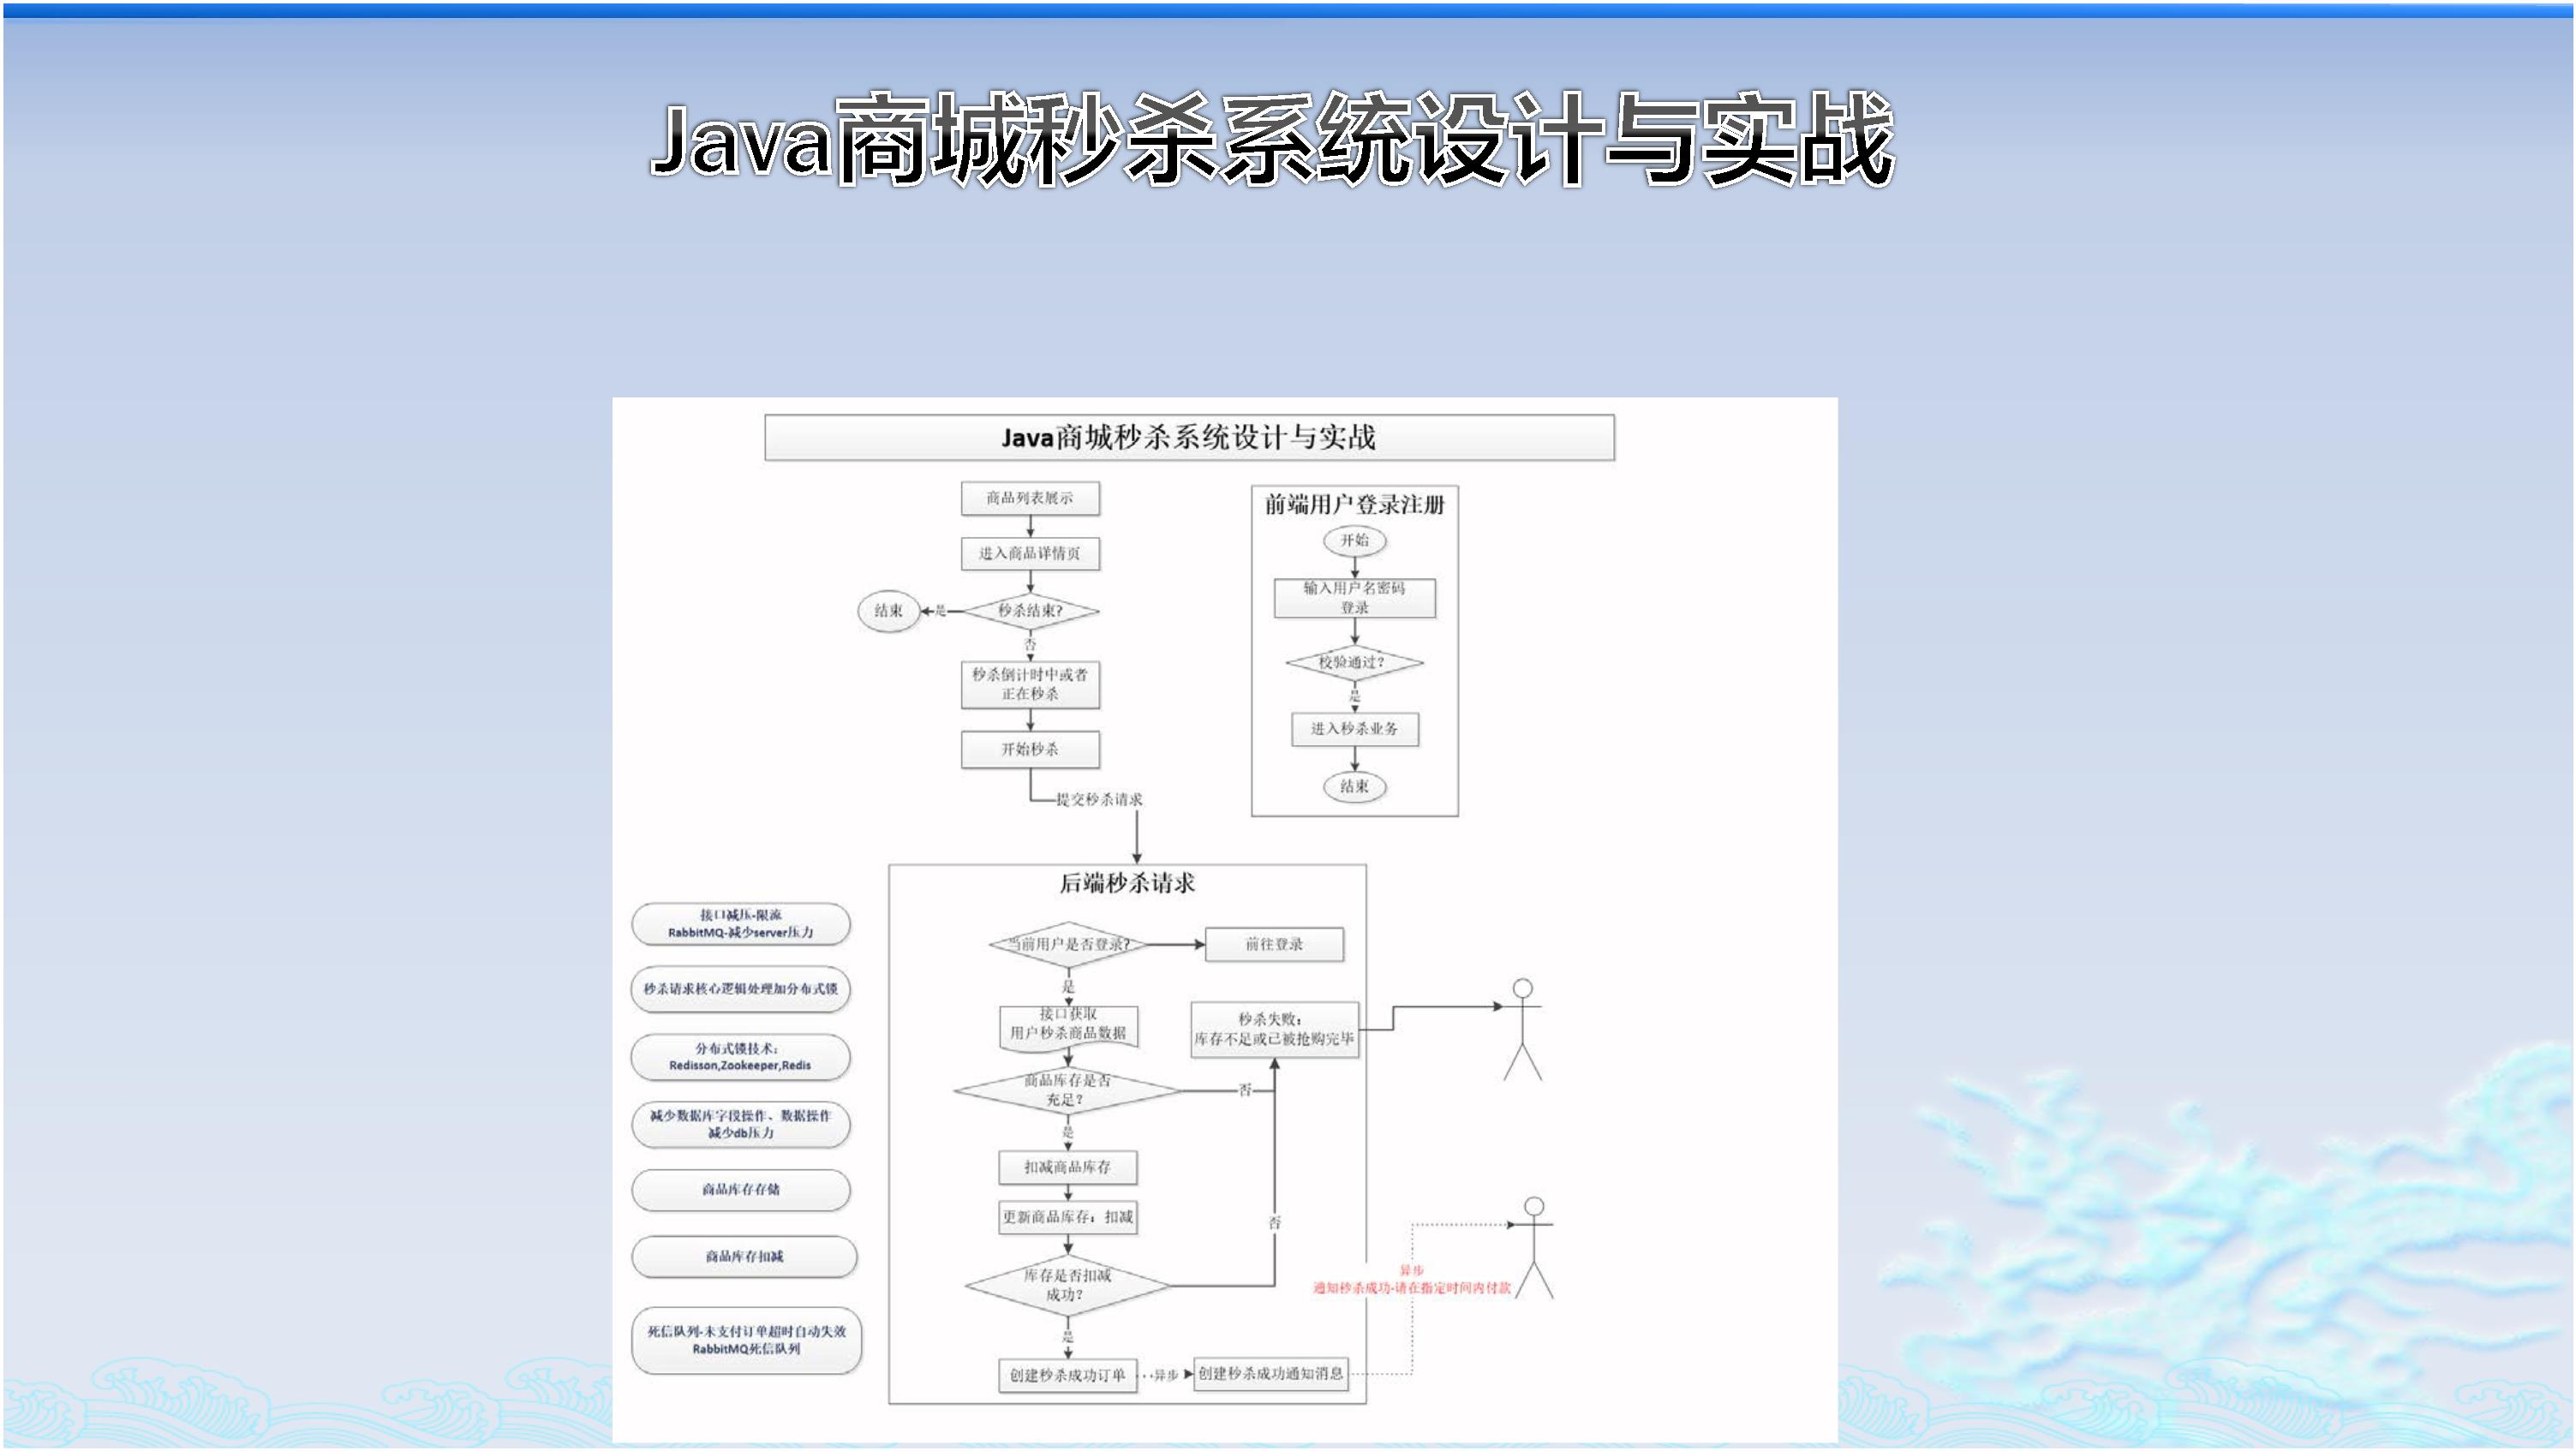 Java商城秒杀系统设计与实战
Java商城秒杀系统设计与实战
商品列表展示
进入商品详情页
秒杀结束?
是
结束
否
秒杀倒计时中或者
正在秒杀
开始秒杀
提交秒杀请求
前端用户登录注册
开始
输入用户名密码
登录
校验通过?
是
进入秒杀业务
结束
接口减压-限流
RabbitMQ-减少server压力
秒杀请求核心逻辑处理加分布式锁
分布式锁技术:
Redisson,Zookeeper,Redis
减少数据库字段操作、数据操作
减少db压力
商品库存存储
商品库存扣减
死信队列-未支付订单超时自动失效
RabbitMQ死信队列
后端秒杀请求
当前用户是否登录?
前往登录
是
接口获取
用户秒杀商品数据
秒杀失败:
库存不足或已被抢购完毕
商品库存是否
充足?
否
是
扣减商品库存
更新商品库存: 扣减
否
库存是否扣减
成功?
是
创建秒杀成功订单
异步
创建秒杀成功通知消息
异步
通知秒杀成功-请在指定时间内付款